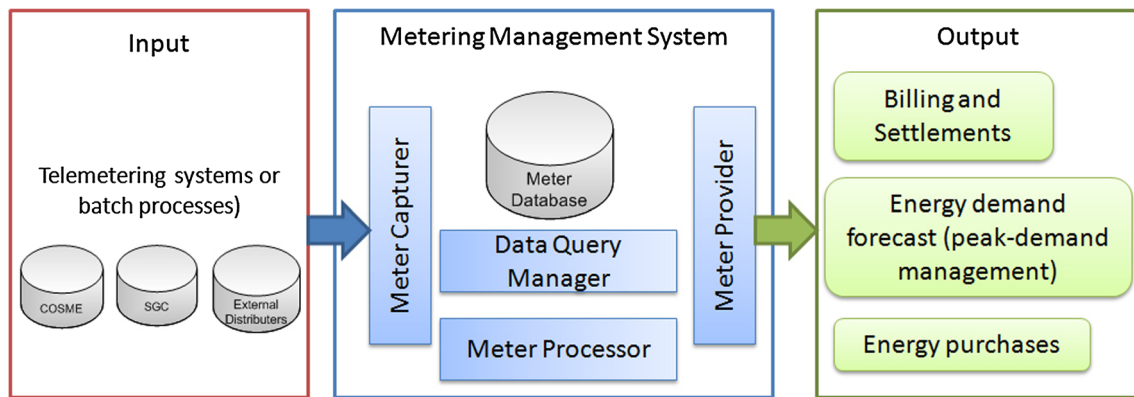 Input
Telemetering systems or
batch processes)
COSME
SGC
External
Distributers
Metering Management System
Meter Capturer
Meter
Database
Data Query
Manager
Meter Processor
Meter Provider
Output
Billing and
Settlements
Energy demand
forecast (peak-demand
management)
Energy purchases